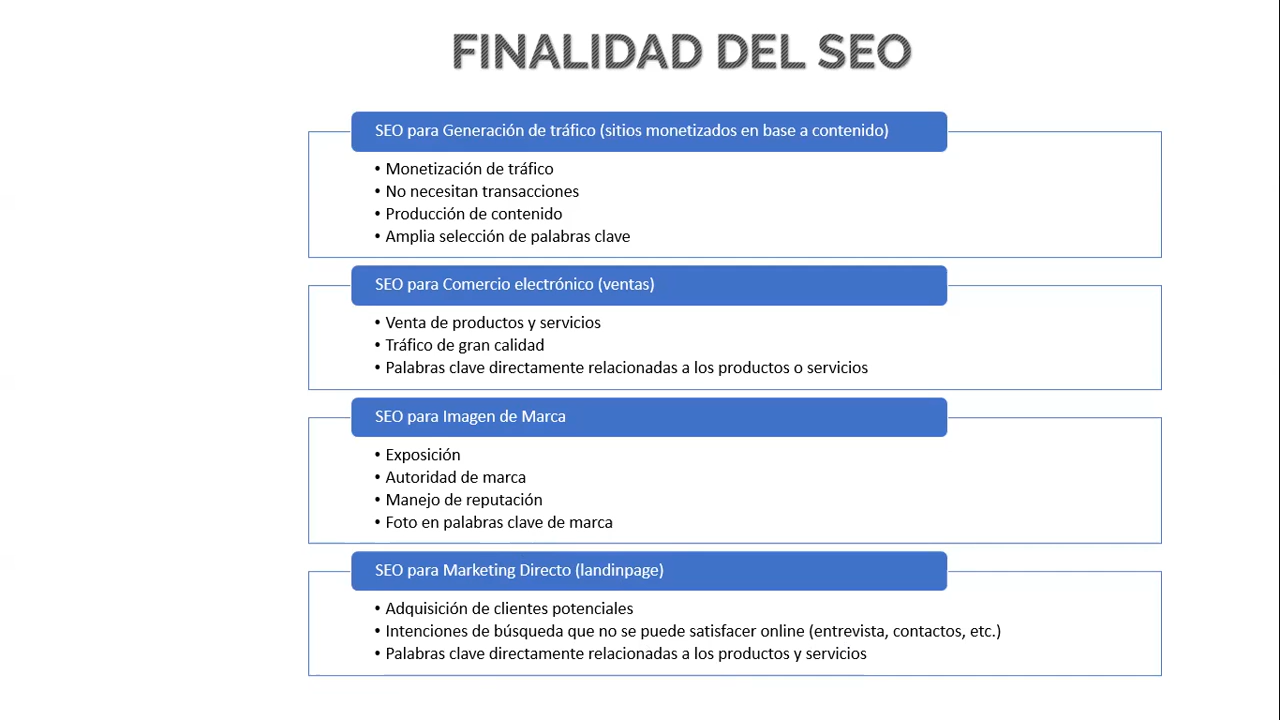 FINALIDAD DEL SEO
SEO para Generación de tráfico (sitios monetizados en base a contenido)
• Monetización de tráfico
• No necesitan transacciones
• Producción de contenido
• Amplia selección de palabras clave
SEO para Comercio electrónico (ventas)
• Venta de productos y servicios
• Tráfico de gran calidad
• Palabras clave directamente relacionadas a los productos o servicios
SEO para Imagen de Marca
• Exposición
• Autoridad de marca
• Manejo de reputación
• Foto en palabras clave de marca
SEO para Marketing Directo (landinpage)
• Adquisición de clientes potenciales
• Intenciones de búsqueda que no se puede satisfacer online (entrevista, contactos, etc.)
• Palabras clave directamente relacionadas a los productos y servicios